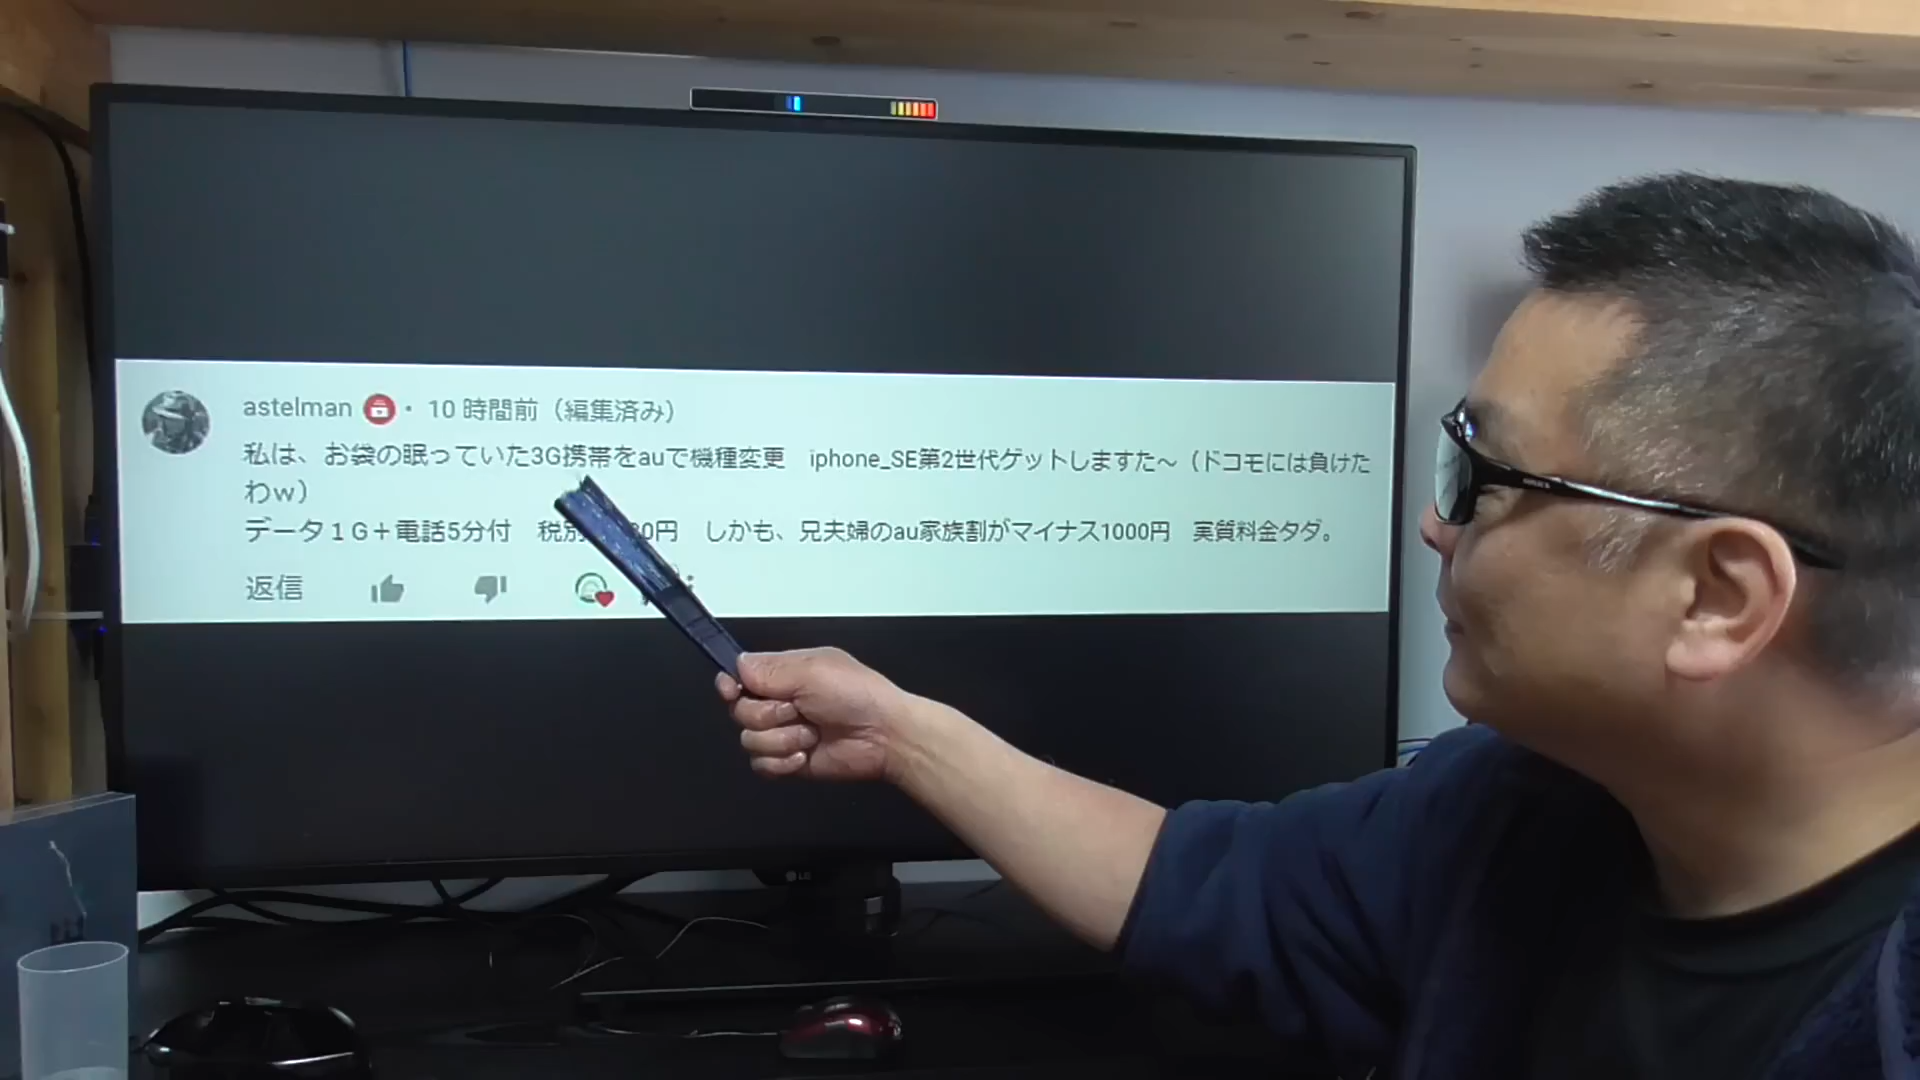 astelman • 10 時間前（編集済み）
私は、お袋の眠っていた3G携帯をauで機種変更　iphone_SE第2世代ゲットしますた～（ドコモには負けた
わｗ）
データ１G＋電話5分付　税別 0円　しかも、兄夫婦のau家族割がマイナス1000円　実質料金タダ。
返信
LG